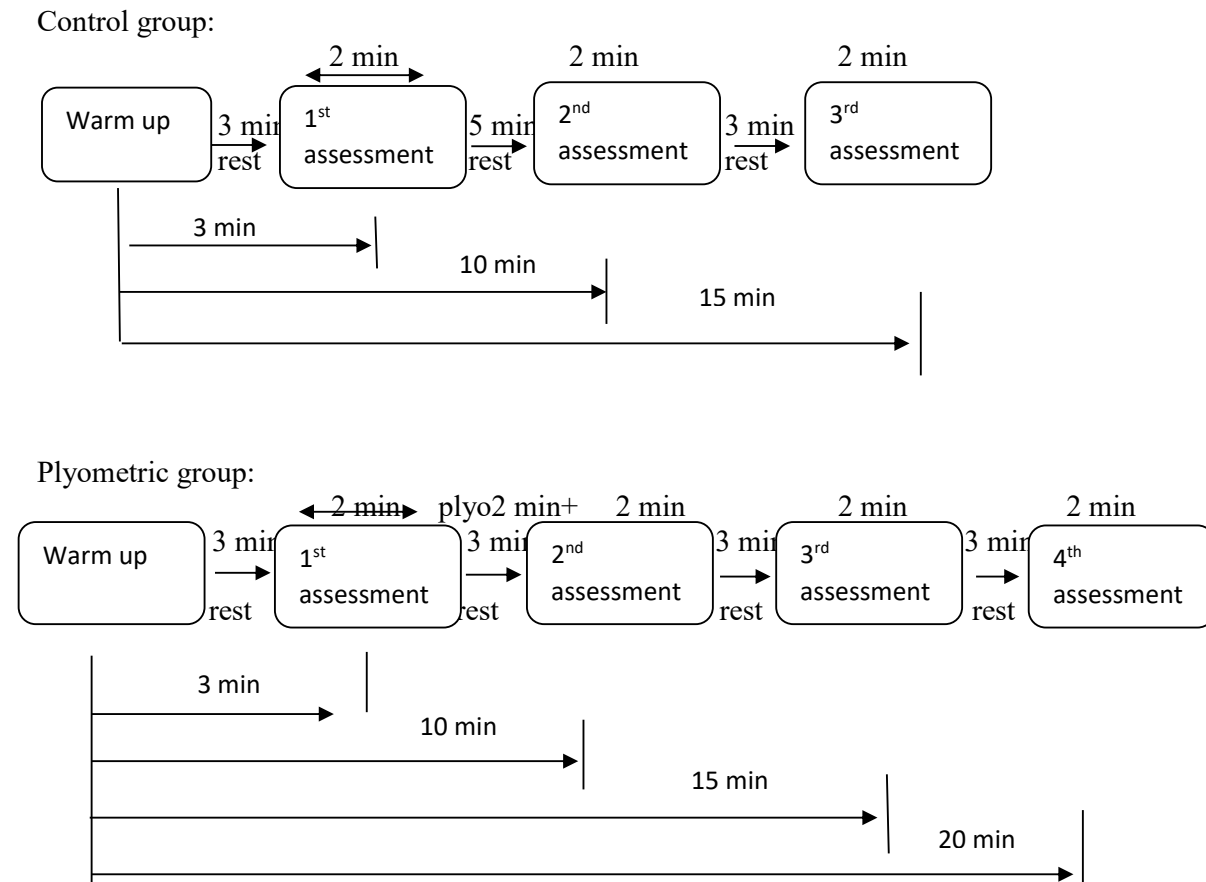 Control group:
2 min 2 min 2 min
Warm up 3 min rest 1st assessment 5 min rest 2nd assessment 3 min rest 3rd assessment
3 min
10 min
15 min
Plyometric group:
2 min plyo2 min+ 2 min 2 min 2 min
Warm up 3 min rest 1st assessment 3 min rest 2nd assessment 3 min rest 3rd assessment 3 min rest 4th assessment
3 min
10 min
15 min
20 min